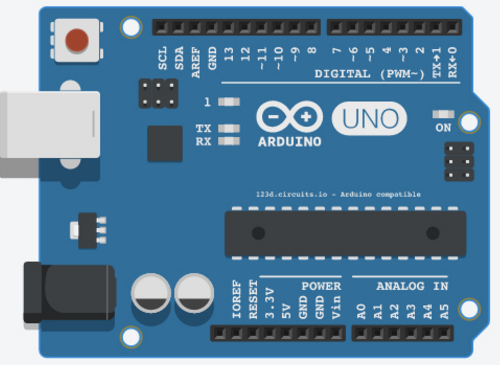 SCL
SDA
AREF
GND
13
12
~11
~10
~9
8
7
~6
~5
4
~3
2
TX→1
RX←0
DIGITAL (PWM~)
1
TX
RX
UNO
ON
ARDUINO
123d.circuits.io - Arduino compatible
POWER
ANALOG IN
IOREF
RESET
3.3V
5V
GND
GND
Vin
A0
A1
A2
A3
A4
A5